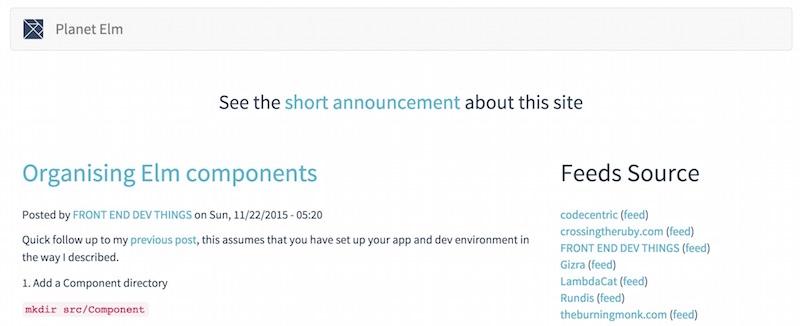 Planet Elm
See the short announcement about this site
Organising Elm components
Posted by FRONT END DEV THINGS on Sun, 11/22/2015 - 05:20
Quick follow up to my previous post, this assumes that you have set up your app and dev environment in
the way I described.
1. Add a Component directory
mkdir src/Component
Feeds Source
codecentric (feed)
crossingtheruby.com (feed)
FRONT END DEV THINGS (feed)
Gizra (feed)
LambdaCat (feed)
Rundis (feed)
theburningmonk.com (feed)